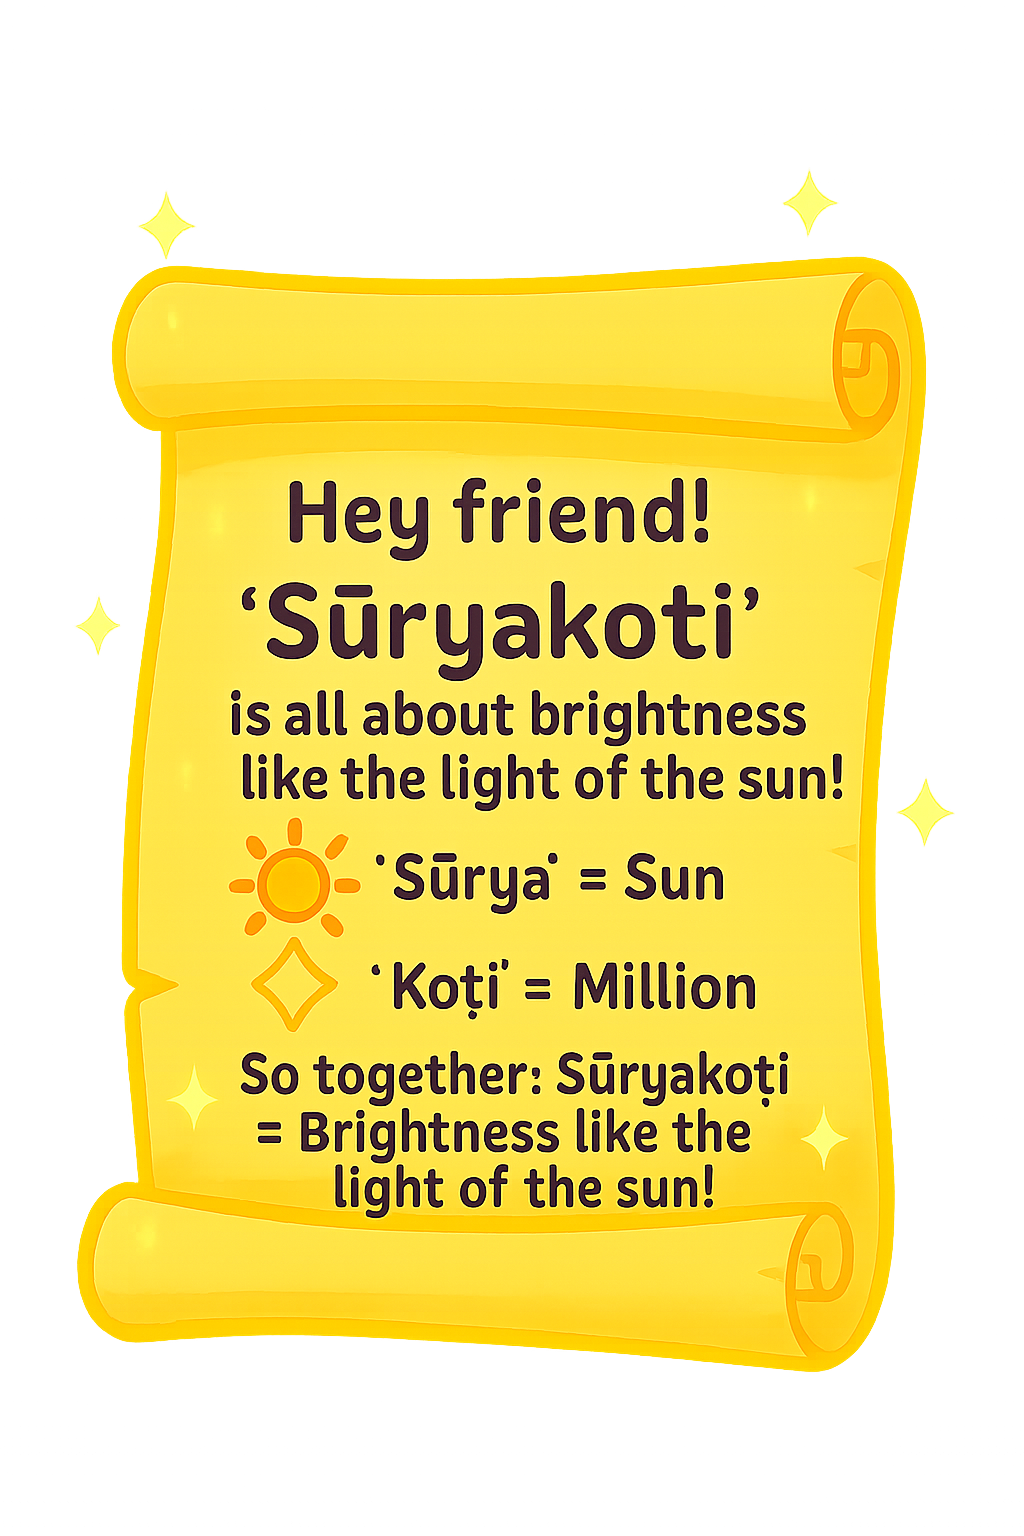 Hey friend!
‘Sūryakoti’
is all about brightness
like the light of the sun!
‘Sūrya’ = Sun
‘Koṭi’ = Million
So together: Sūryakoṭi
= Brightness like the
light of the sun!